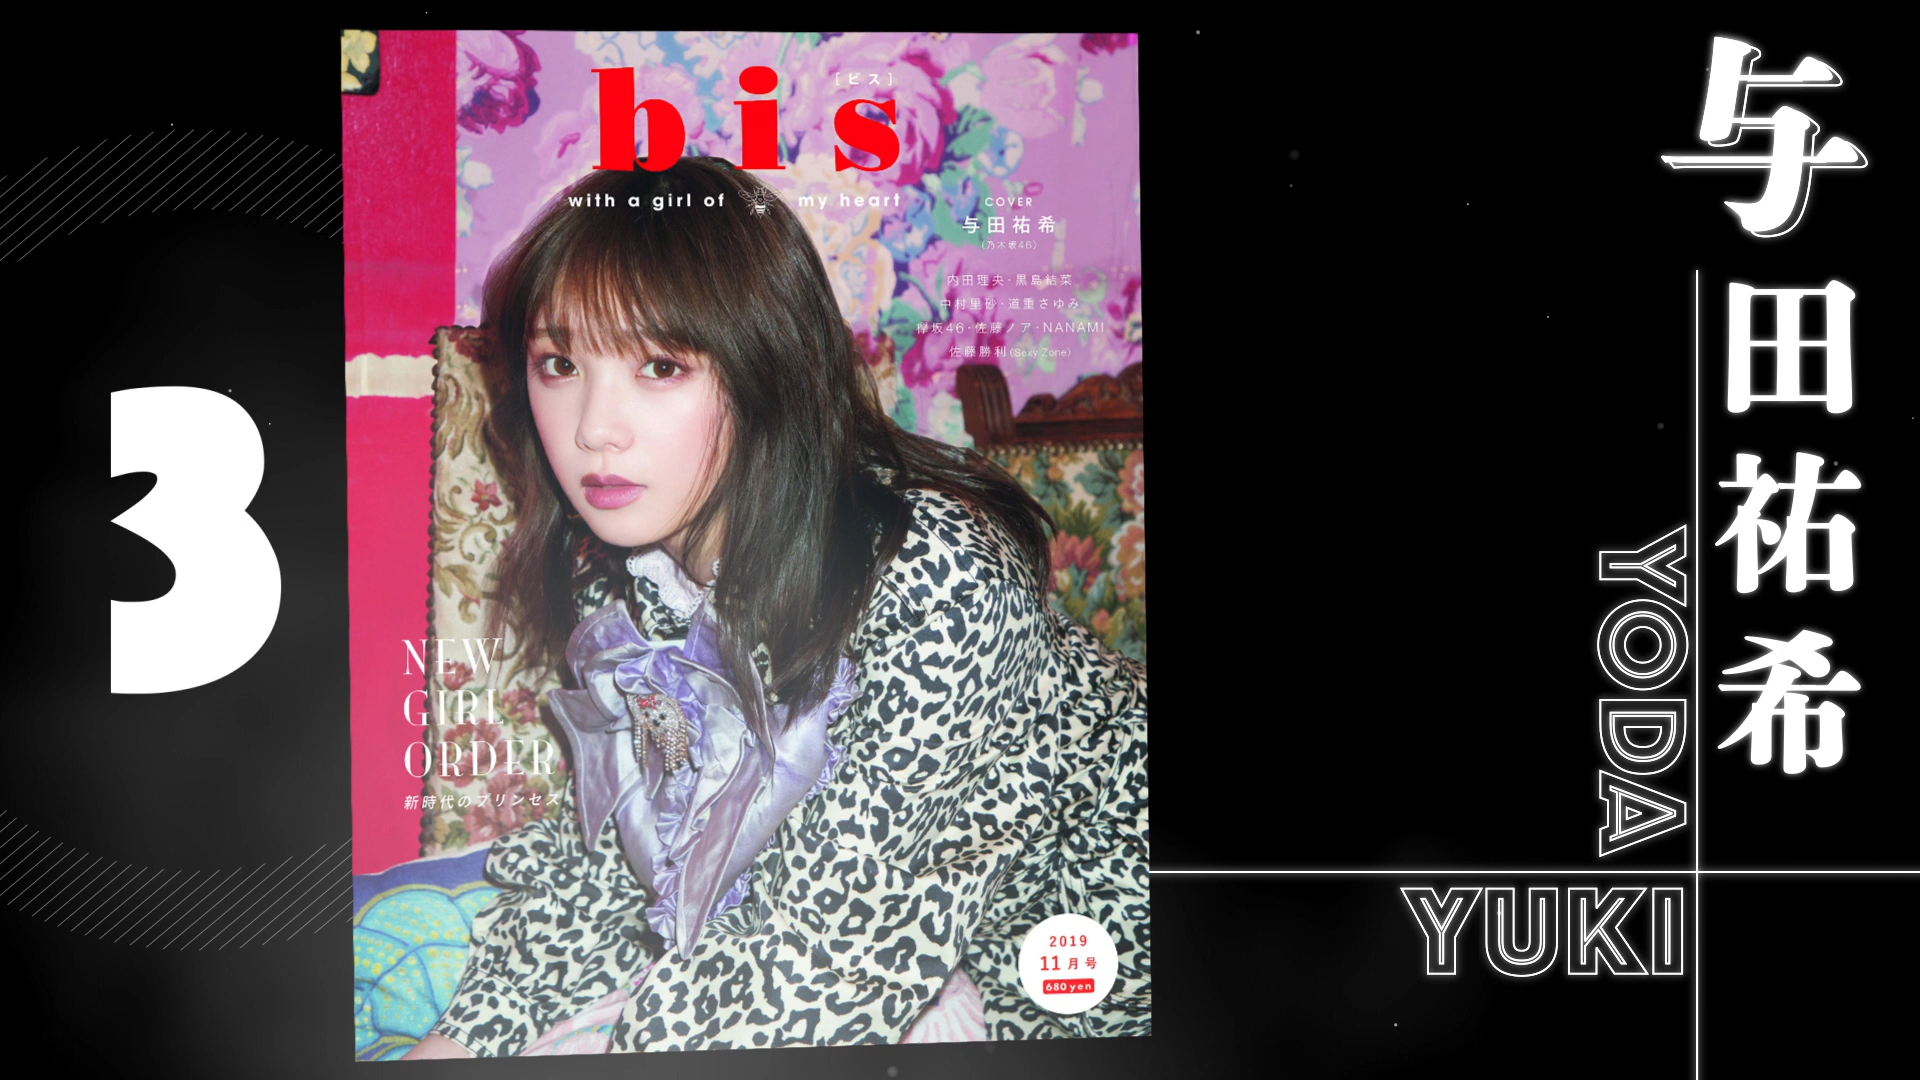 3
[ビス]
bis
with a girl of my heart
COVER
与田祐希
(乃木坂46)
内田理央・黒島結菜
中村里砂・道重さゆみ
欅坂46・佐藤ノア・NANAMI
佐藤勝利(Sexy Zone)
NEW
GIRL
ORDER
新時代のプリンセス
2019
11月号
680yen
与田祐希
YODA
YUKI